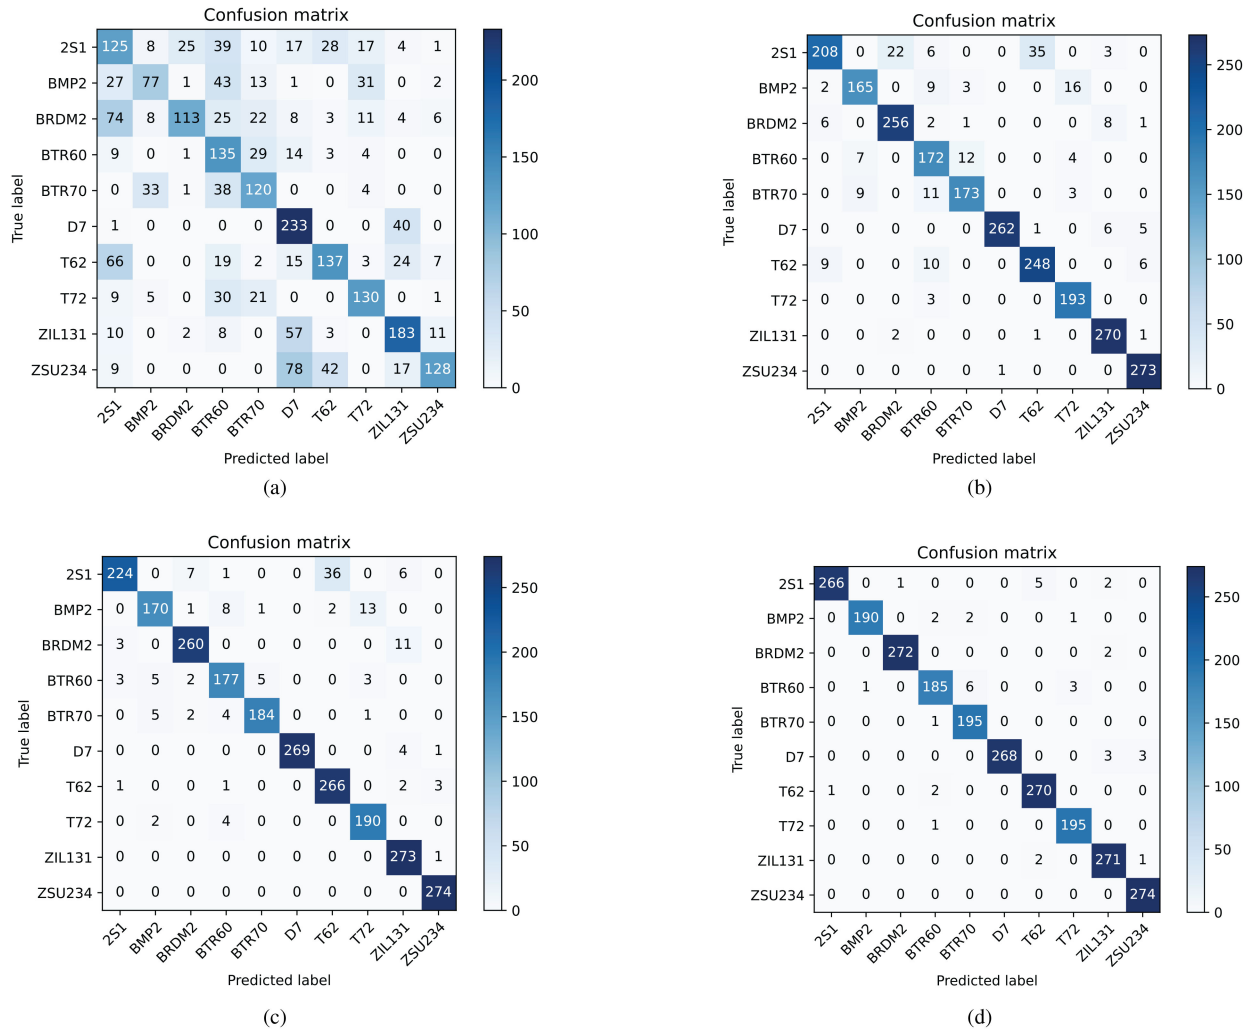 Confusion matrix
2S1 125 8 25 39 10 17 28 17 4 1
BMP2 27 77 1 43 13 1 0 31 0 2
BRDM2 74 8 113 25 22 8 3 11 4 6
BTR60 9 0 1 135 29 14 3 4 0 0
BTR70 0 33 1 38 120 0 0 4 0 0
D7 1 0 0 0 0 233 0 0 40 0
T62 66 0 0 19 2 15 137 3 24 7
T72 9 5 0 30 21 0 0 130 0 1
ZIL131 10 0 2 8 0 57 3 0 183 11
ZSU234 9 0 0 0 0 78 42 0 17 128
2S1 BMP2 BRDM2 BTR60 BTR70 D7 T62 T72 ZIL131 ZSU234
Predicted label
True label
200
150
100
50
0
(a)
Confusion matrix
2S1 208 0 22 6 0 0 35 0 3 0
BMP2 2 165 0 9 3 0 0 16 0 0
BRDM2 6 0 256 2 1 0 0 0 8 1
BTR60 0 7 0 172 12 0 0 4 0 0
BTR70 0 9 0 11 173 0 0 3 0 0
D7 0 0 0 0 0 262 1 0 6 5
T62 9 0 0 10 0 0 248 0 0 6
T72 0 0 0 3 0 0 0 193 0 0
ZIL131 0 0 2 0 0 0 1 0 270 1
ZSU234 0 0 0 0 0 1 0 0 0 273
2S1 BMP2 BRDM2 BTR60 BTR70 D7 T62 T72 ZIL131 ZSU234
Predicted label
True label
250
200
150
100
50
0
(b)
Confusion matrix
2S1 224 0 7 1 0 0 36 0 6 0
BMP2 0 170 1 8 1 0 2 13 0 0
BRDM2 3 0 260 0 0 0 0 0 11 0
BTR60 3 5 2 177 5 0 0 3 0 0
BTR70 0 5 2 4 184 0 0 1 0 0
D7 0 0 0 0 0 269 0 0 4 1
T62 1 0 0 1 0 0 266 0 2 3
T72 0 2 0 4 0 0 0 190 0 0
ZIL131 0 0 0 0 0 0 0 0 273 1
ZSU234 0 0 0 0 0 0 0 0 0 274
2S1 BMP2 BRDM2 BTR60 BTR70 D7 T62 T72 ZIL131 ZSU234
Predicted label
True label
250
200
150
100
50
0
(c)
Confusion matrix
2S1 266 0 1 0 0 0 5 0 2 0
BMP2 0 190 0 2 2 0 0 1 0 0
BRDM2 0 0 272 0 0 0 0 0 2 0
BTR60 0 1 0 185 6 0 0 3 0 0
BTR70 0 0 0 1 195 0 0 0 0 0
D7 0 0 0 0 0 268 0 0 3 3
T62 1 0 0 2 0 0 270 0 0 0
T72 0 0 0 1 0 0 0 195 0 0
ZIL131 0 0 0 0 0 0 2 0 271 1
ZSU234 0 0 0 0 0 0 0 0 0 274
2S1 BMP2 BRDM2 BTR60 BTR70 D7 T62 T72 ZIL131 ZSU234
Predicted label
True label
250
200
150
100
50
0
(d)